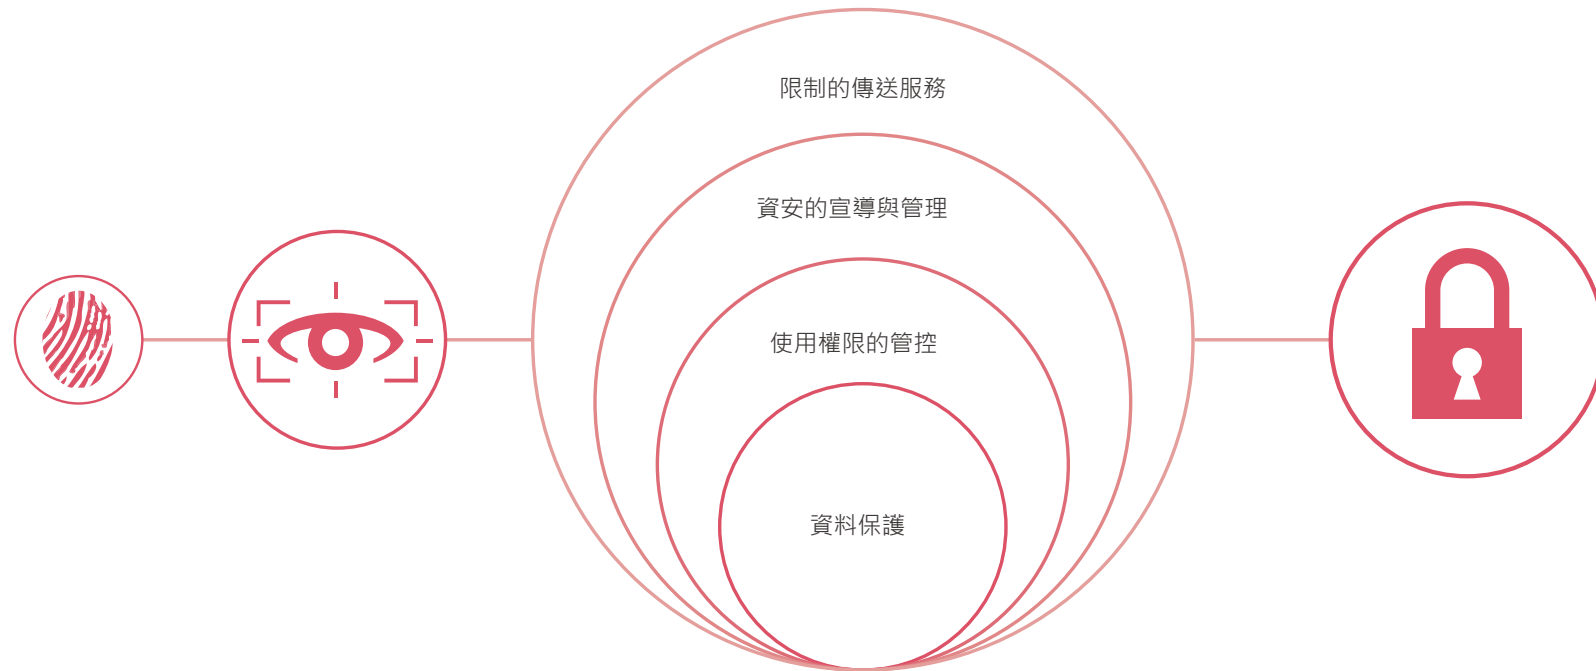 限制的傳送服務
資安的宣導與管理
使用權限的管控
資料保護